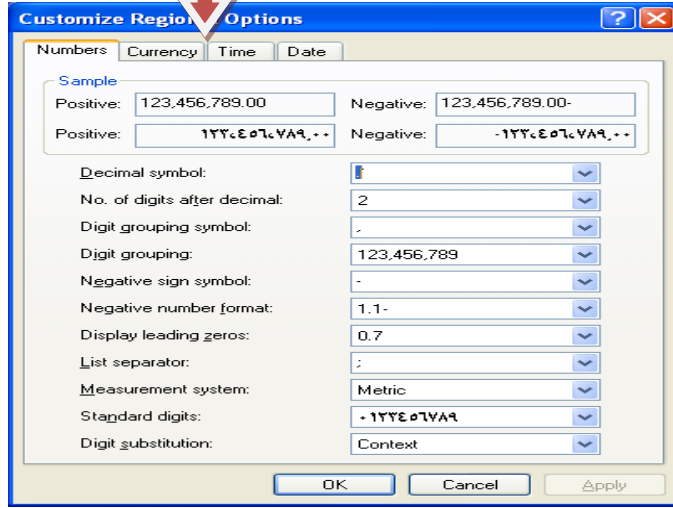 Customize Regional Options
Numbers Currency Time Date
Sample
Positive: 123,456,789.00 Negative: 123,456,789.00-
Positive: ١٢٣،٤٥٦،٧٨٩,٠٠ Negative: -١٢٣،٤٥٦،٧٨٩,٠٠
Decimal symbol:
No. of digits after decimal: 2
Digit grouping symbol: ,
Digit grouping: 123,456,789
Negative sign symbol: -
Negative number format: 1.1-
Display leading zeros: 0.7
List separator: ;
Measurement system: Metric
Standard digits: ٠١٢٣٤٥٦٧٨٩
Digit substitution: Context
OK Cancel Apply